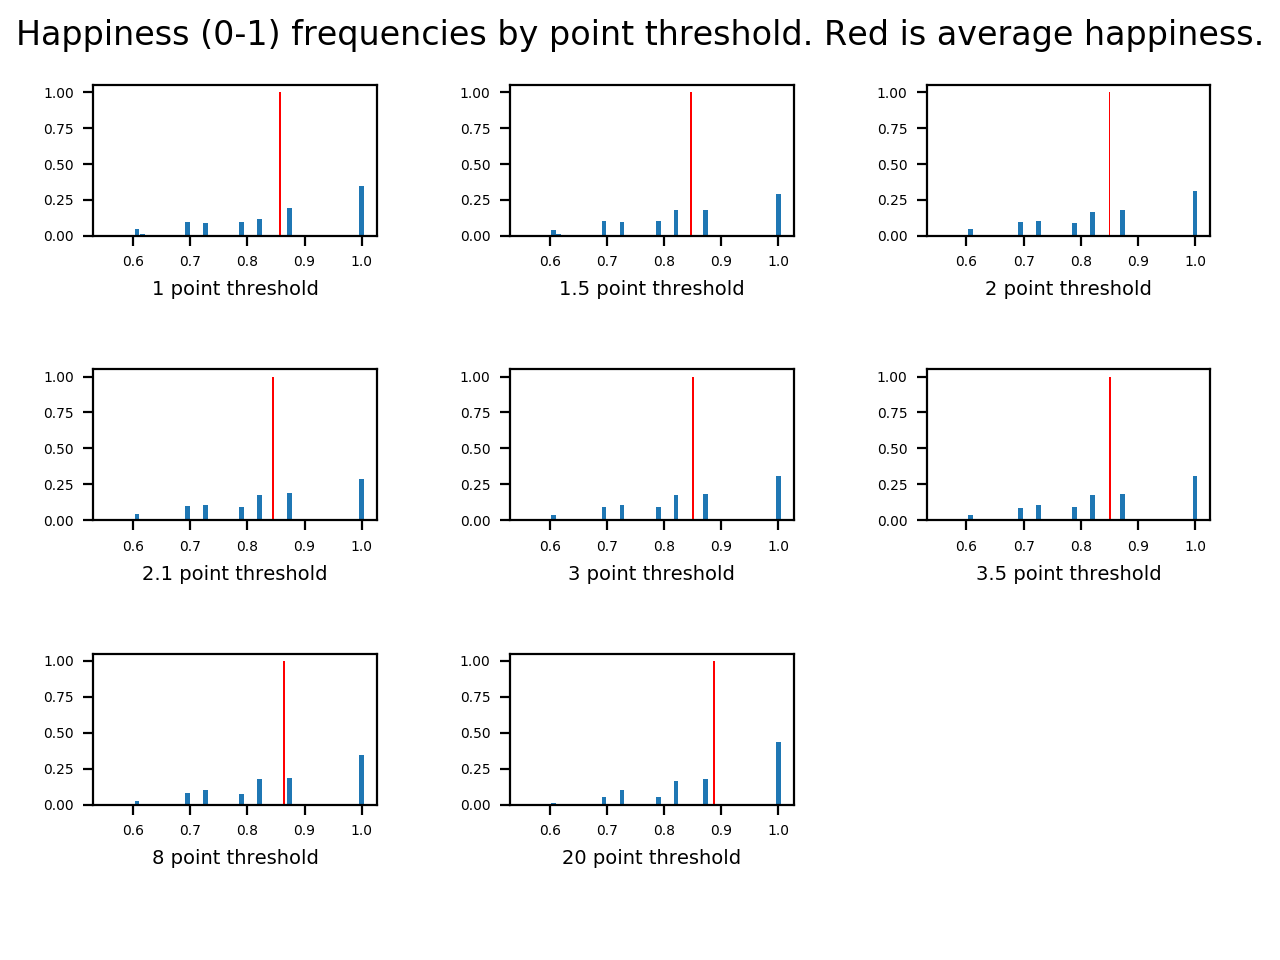 Happiness (0-1) frequencies by point threshold. Red is average happiness.
1.00 1.00 1.00
0.75 0.75 0.75
0.50 0.50 0.50
0.25 0.25 0.25
0.00 0.00 0.00
0.6 0.7 0.8 0.9 1.0 0.6 0.7 0.8 0.9 1.0 0.6 0.7 0.8 0.9 1.0
1 point threshold 1.5 point threshold 2 point threshold
1.00 1.00 1.00
0.75 0.75 0.75
0.50 0.50 0.50
0.25 0.25 0.25
0.00 0.00 0.00
0.6 0.7 0.8 0.9 1.0 0.6 0.7 0.8 0.9 1.0 0.6 0.7 0.8 0.9 1.0
2.1 point threshold 3 point threshold 3.5 point threshold
1.00 1.00
0.75 0.75
0.50 0.50
0.25 0.25
0.00 0.00
0.6 0.7 0.8 0.9 1.0 0.6 0.7 0.8 0.9 1.0
8 point threshold 20 point threshold